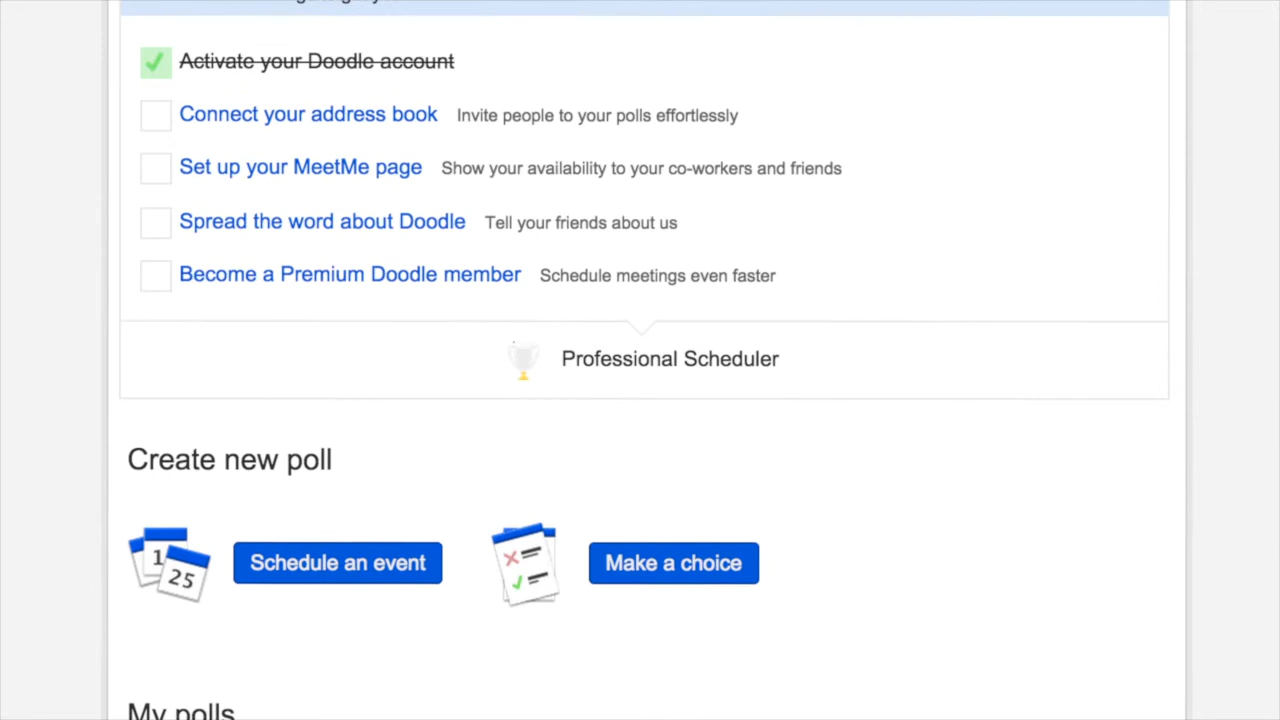 Activate your Doodle account
Connect your address book Invite people to your polls effortlessly
Set up your MeetMe page Show your availability to your co-workers and friends
Spread the word about Doodle Tell your friends about us
Become a Premium Doodle member Schedule meetings even faster
Professional Scheduler
Create new poll
1
25
Schedule an event
Make a choice
My polls